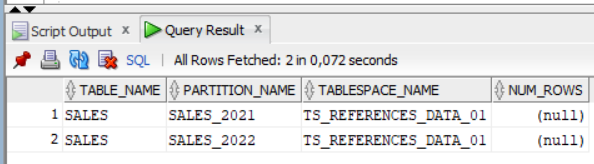 Script Output x Query Result x
SQL | All Rows Fetched: 2 in 0,072 seconds
TABLE_NAME PARTITION_NAME TABLESPACE_NAME NUM_ROWS
1 SALES SALES_2021 TS_REFERENCES_DATA_01 (null)
2 SALES SALES_2022 TS_REFERENCES_DATA_01 (null)